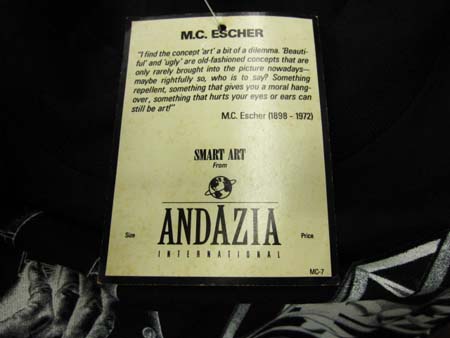 M.C. ESCHER
"I find the concept 'art' a bit of a dilemma. 'Beauti-
ful' and 'ugly' are old-fashioned concepts that are
only rarely brought into the picture nowadays—
maybe rightfully so, who is to say? Something
repellent, something that gives you a moral hang-
over, something that hurts your eyes or ears can
still be art!"
M.C. Escher (1898 - 1972)
SMART ART
From
Size
ANDAZIA
Price
INTERNATIONAL
MC-7